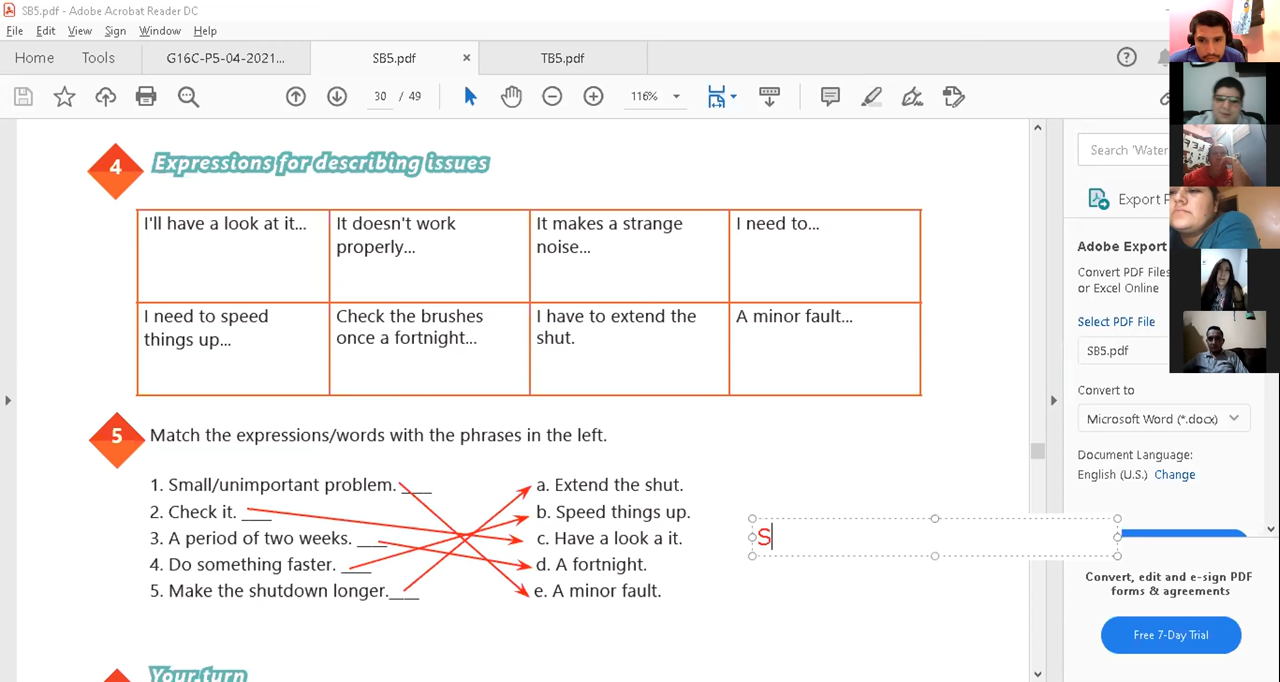 SB5.pdf - Adobe Acrobat Reader DC
File Edit View Sign Window Help
Home Tools G16C-P5-04-2021... SB5.pdf × TB5.pdf
30 / 49 116%
4 Expressions for describing issues
I'll have a look at it... It doesn't work properly... It makes a strange noise... I need to...
I need to speed things up... Check the brushes once a fortnight... I have to extend the shut. A minor fault...
5 Match the expressions/words with the phrases in the left.
1. Small/unimportant problem. ____ a. Extend the shut.
2. Check it. ____ b. Speed things up.
3. A period of two weeks. ____ c. Have a look a it.
4. Do something faster. ____ d. A fortnight.
5. Make the shutdown longer.____ e. A minor fault.
S
Your turn
Search 'Water
Export P
Adobe Export
Convert PDF Files
or Excel Online
Select PDF File
SB5.pdf
Convert to
Microsoft Word (*.docx)
Document Language:
English (U.S.) Change
Convert, edit and e-sign PDF
forms & agreements
Free 7-Day Trial